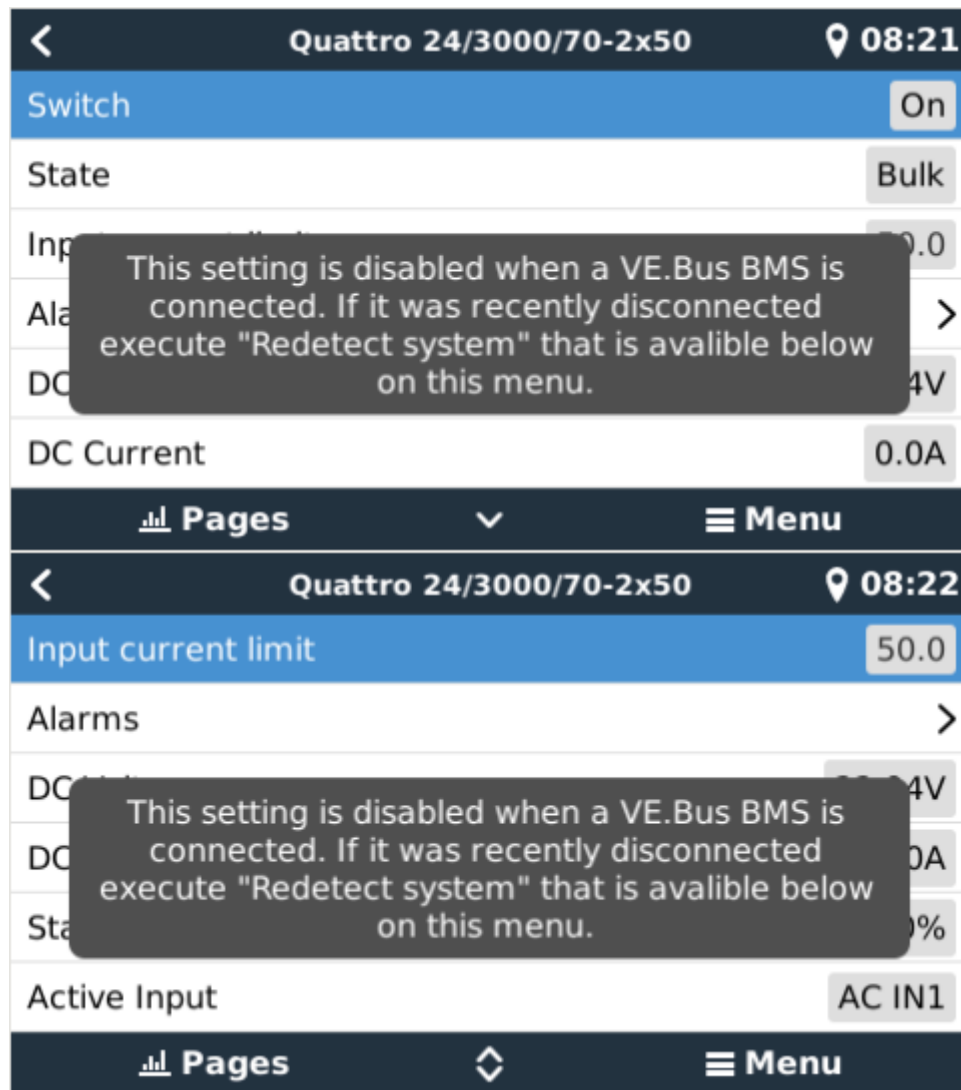 Quattro 24/3000/70-2x50 08:21
Switch On
State Bulk
This setting is disabled when a VE.Bus BMS is
connected. If it was recently disconnected
execute "Redetect system" that is avalible below
on this menu.
DC Current 0.0A
Pages Menu
Quattro 24/3000/70-2x50 08:22
Input current limit 50.0
Alarms
This setting is disabled when a VE.Bus BMS is
connected. If it was recently disconnected
execute "Redetect system" that is avalible below
on this menu.
Active Input AC IN1
Pages Menu